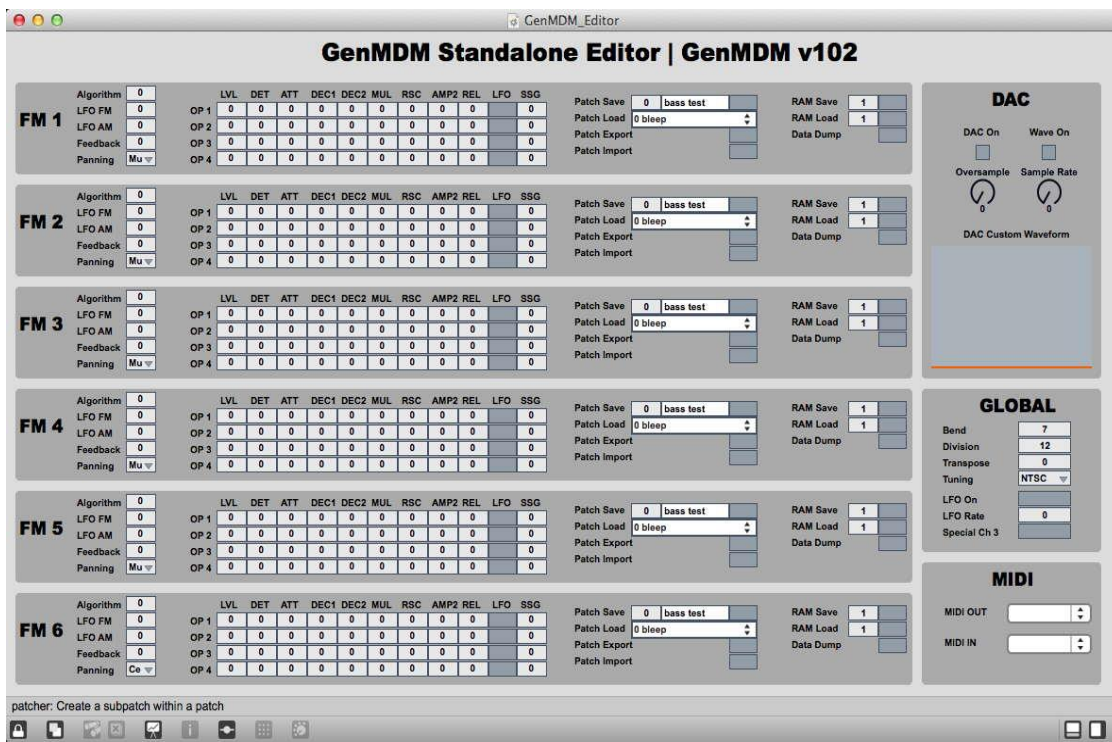 GenMDM_Editor
GenMDM Standalone Editor | GenMDM v102
FM 1
Algorithm 0
LFO FM 0
LFO AM 0
Feedback 0
Panning Mu
LVL DET ATT DEC1 DEC2 MUL RSC AMP2 REL LFO SSG
OP 1 0 0 0 0 0 0 0 0 0 0
OP 2 0 0 0 0 0 0 0 0 0 0
OP 3 0 0 0 0 0 0 0 0 0 0
OP 4 0 0 0 0 0 0 0 0 0 0
Patch Save 0 bass test
Patch Load 0 bleep
Patch Export
Patch Import
RAM Save 1
RAM Load 1
Data Dump
FM 2
Algorithm 0
LFO FM 0
LFO AM 0
Feedback 0
Panning Mu
LVL DET ATT DEC1 DEC2 MUL RSC AMP2 REL LFO SSG
OP 1 0 0 0 0 0 0 0 0 0 0
OP 2 0 0 0 0 0 0 0 0 0 0
OP 3 0 0 0 0 0 0 0 0 0 0
OP 4 0 0 0 0 0 0 0 0 0 0
Patch Save 0 bass test
Patch Load 0 bleep
Patch Export
Patch Import
RAM Save 1
RAM Load 1
Data Dump
FM 3
Algorithm 0
LFO FM 0
LFO AM 0
Feedback 0
Panning Mu
LVL DET ATT DEC1 DEC2 MUL RSC AMP2 REL LFO SSG
OP 1 0 0 0 0 0 0 0 0 0 0
OP 2 0 0 0 0 0 0 0 0 0 0
OP 3 0 0 0 0 0 0 0 0 0 0
OP 4 0 0 0 0 0 0 0 0 0 0
Patch Save 0 bass test
Patch Load 0 bleep
Patch Export
Patch Import
RAM Save 1
RAM Load 1
Data Dump
FM 4
Algorithm 0
LFO FM 0
LFO AM 0
Feedback 0
Panning Mu
LVL DET ATT DEC1 DEC2 MUL RSC AMP2 REL LFO SSG
OP 1 0 0 0 0 0 0 0 0 0 0
OP 2 0 0 0 0 0 0 0 0 0 0
OP 3 0 0 0 0 0 0 0 0 0 0
OP 4 0 0 0 0 0 0 0 0 0 0
Patch Save 0 bass test
Patch Load 0 bleep
Patch Export
Patch Import
RAM Save 1
RAM Load 1
Data Dump
FM 5
Algorithm 0
LFO FM 0
LFO AM 0
Feedback 0
Panning Mu
LVL DET ATT DEC1 DEC2 MUL RSC AMP2 REL LFO SSG
OP 1 0 0 0 0 0 0 0 0 0 0
OP 2 0 0 0 0 0 0 0 0 0 0
OP 3 0 0 0 0 0 0 0 0 0 0
OP 4 0 0 0 0 0 0 0 0 0 0
Patch Save 0 bass test
Patch Load 0 bleep
Patch Export
Patch Import
RAM Save 1
RAM Load 1
Data Dump
FM 6
Algorithm 0
LFO FM 0
LFO AM 0
Feedback 0
Panning Ce
LVL DET ATT DEC1 DEC2 MUL RSC AMP2 REL LFO SSG
OP 1 0 0 0 0 0 0 0 0 0 0
OP 2 0 0 0 0 0 0 0 0 0 0
OP 3 0 0 0 0 0 0 0 0 0 0
OP 4 0 0 0 0 0 0 0 0 0 0
Patch Save 0 bass test
Patch Load 0 bleep
Patch Export
Patch Import
RAM Save 1
RAM Load 1
Data Dump
DAC
DAC On Wave On
Oversample Sample Rate
0 0
DAC Custom Waveform
GLOBAL
Bend 7
Division 12
Transpose 0
Tuning NTSC
LFO On
LFO Rate 0
Special Ch 3
MIDI
MIDI OUT
MIDI IN
patcher: Create a subpatch within a patch